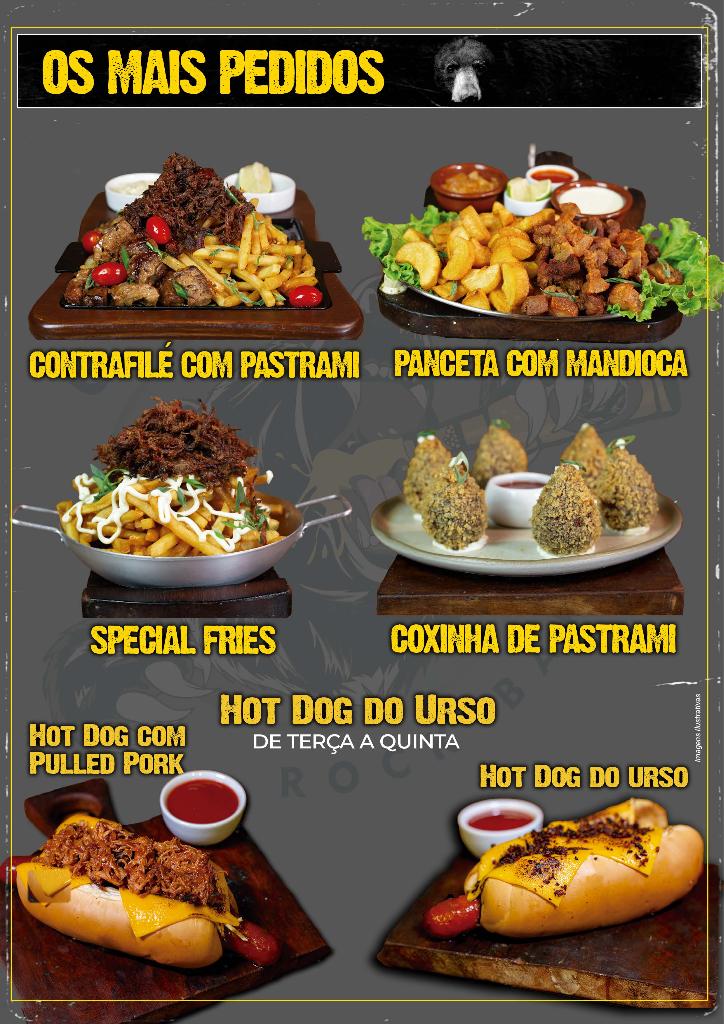 OS MAIS PEDIDOS
CONTRAFILÉ COM PASTRAMI
PANCETA COM MANDIOCA
SPECIAL FRIES
COXINHA DE PASTRAMI
HOT DOG DO URSO
DE TERÇA A QUINTA
HOT DOG COM
PULLED PORK
HOT DOG DO URSO
Imagens ilustrativas